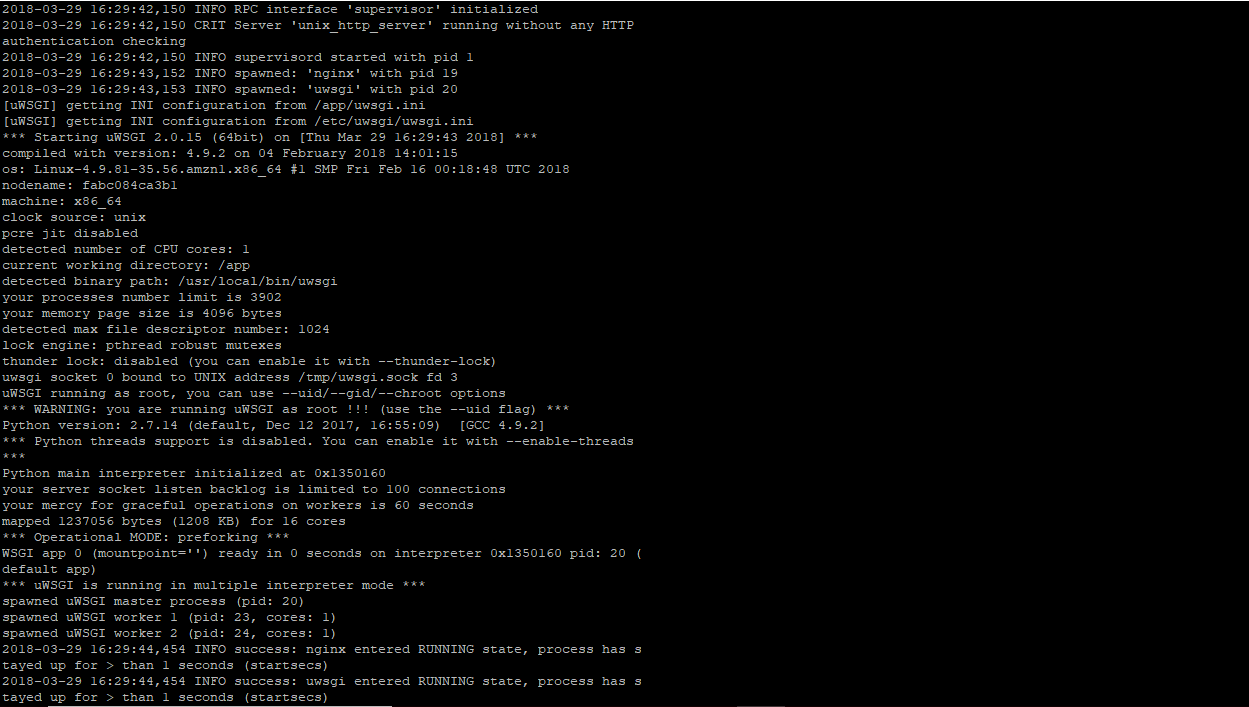 2018-03-29 16:29:42,150 INFO RPC interface 'supervisor' initialized
2018-03-29 16:29:42,150 CRIT Server 'unix_http_server' running without any HTTP
authentication checking
2018-03-29 16:29:42,150 INFO supervisord started with pid 1
2018-03-29 16:29:43,152 INFO spawned: 'nginx' with pid 19
2018-03-29 16:29:43,153 INFO spawned: 'uwsgi' with pid 20
[uWSGI] getting INI configuration from /app/uwsgi.ini
[uWSGI] getting INI configuration from /etc/uwsgi/uwsgi.ini
*** Starting uWSGI 2.0.15 (64bit) on [Thu Mar 29 16:29:43 2018] ***
compiled with version: 4.9.2 on 04 February 2018 14:01:15
os: Linux-4.9.81-35.56.amzn1.x86_64 #1 SMP Fri Feb 16 00:18:48 UTC 2018
nodename: fabc084ca3b1
machine: x86_64
clock source: unix
pcre jit disabled
detected number of CPU cores: 1
current working directory: /app
detected binary path: /usr/local/bin/uwsgi
your processes number limit is 3902
your memory page size is 4096 bytes
detected max file descriptor number: 1024
lock engine: pthread robust mutexes
thunder lock: disabled (you can enable it with --thunder-lock)
uwsgi socket 0 bound to UNIX address /tmp/uwsgi.sock fd 3
uWSGI running as root, you can use --uid/--gid/--chroot options
*** WARNING: you are running uWSGI as root !!! (use the --uid flag) ***
Python version: 2.7.14 (default, Dec 12 2017, 16:55:09)  [GCC 4.9.2]
*** Python threads support is disabled. You can enable it with --enable-threads
***
Python main interpreter initialized at 0x1350160
your server socket listen backlog is limited to 100 connections
your mercy for graceful operations on workers is 60 seconds
mapped 1237056 bytes (1208 KB) for 16 cores
*** Operational MODE: preforking ***
WSGI app 0 (mountpoint='') ready in 0 seconds on interpreter 0x1350160 pid: 20 (
default app)
*** uWSGI is running in multiple interpreter mode ***
spawned uWSGI master process (pid: 20)
spawned uWSGI worker 1 (pid: 23, cores: 1)
spawned uWSGI worker 2 (pid: 24, cores: 1)
2018-03-29 16:29:44,454 INFO success: nginx entered RUNNING state, process has s
tayed up for > than 1 seconds (startsecs)
2018-03-29 16:29:44,454 INFO success: uwsgi entered RUNNING state, process has s
tayed up for > than 1 seconds (startsecs)